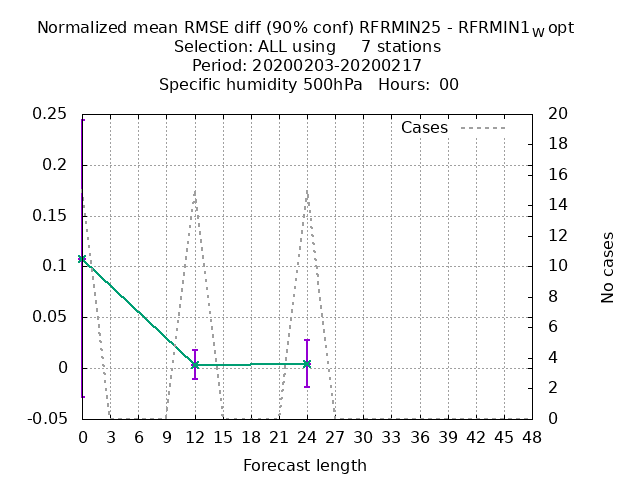 Normalized mean RMSE diff (90% conf) RFRMIN25 - RFRMIN1wopt
Selection: ALL using 7 stations
Period: 20200203-20200217
Specific humidity 500hPa Hours: 00
Cases
0.25
0.2
0.15
0.1
0.05
0
-0.05
20
18
16
14
12
10
8
6
4
2
0
No cases
0 3 6 9 12 15 18 21 24 27 30 33 36 39 42 45 48
Forecast length